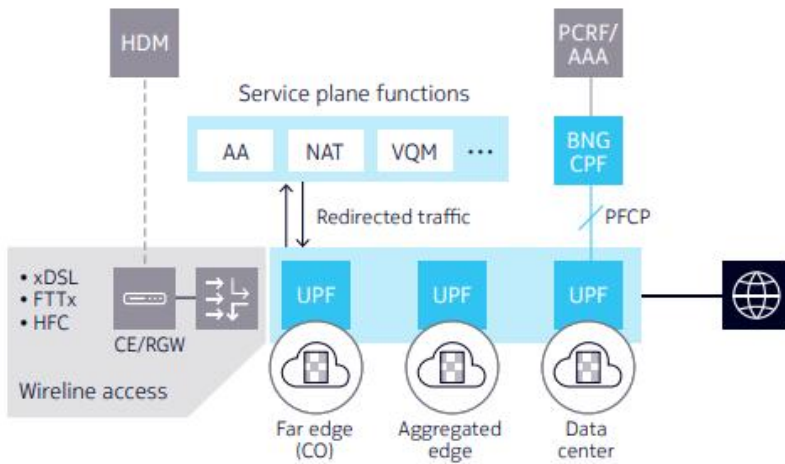 HDM
PCRF/
AAA
Service plane functions
AA
NAT
VQM
...
BNG
CPF
Redirected traffic
PFCP
• xDSL
• FTTx
• HFC
CE/RGW
Wireline access
UPF
UPF
UPF
Far edge
(CO)
Aggregated
edge
Data
center